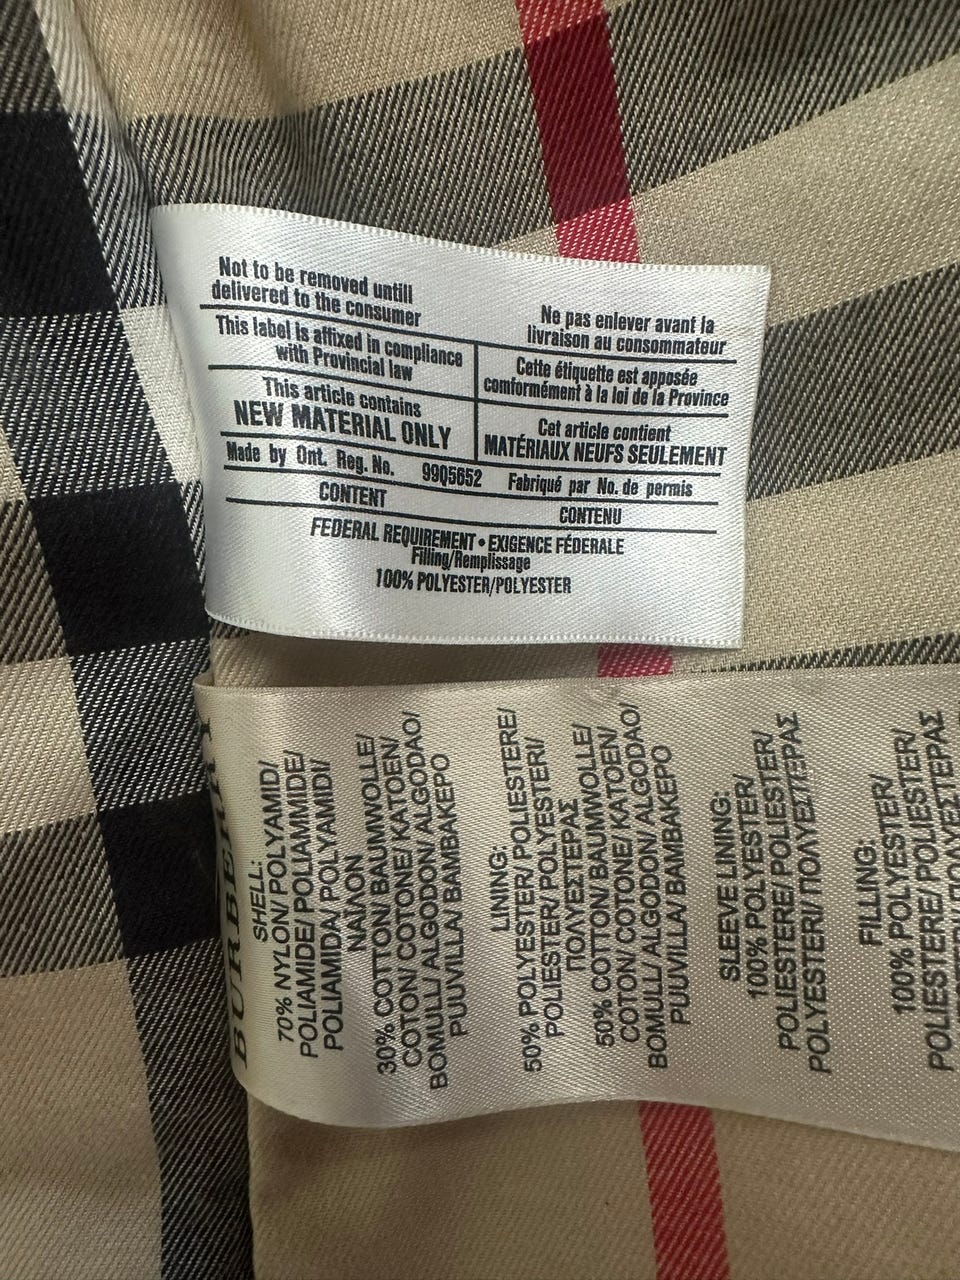 Not to be removed untill
delivered to the consumer
Ne pas enlever avant la
livraison au consommateur
This label is affixed in compliance
with Provincial law
Cette étiquette est apposée
conformément à la loi de la Province
This article contains
NEW MATERIAL ONLY
Cet article contient
MATÉRIAUX NEUFS SEULEMENT
Made by Ont. Reg. No. 99Q5652 Fabriqué par No. de permis
CONTENT
CONTENU
FEDERAL REQUIREMENT • EXIGENCE FÉDERALE
Filling/Remplissage
100% POLYESTER/POLYESTER
BURBERRY
SHELL:
70% NYLON/ POLYAMID/
POLIAMIDE/ POLIAMMIDE/
POLIAMIDA/ POLYAMIDI/
ΝΑΪΛΟΝ
30% COTTON/ BAUMWOLLE/
COTON/ COTONE/ KATOEN/
BOMULL/ ALGODON/ ALGODAO/
PUUVILLA/ ΒΑΜΒΑΚΕΡΟ
LINING:
50% POLYESTER/ POLIESTERE/
POLIESTER/ POLYESTERI/
ΠΟΛΥΕΣΤΕΡΑΣ
50% COTTON/ BAUMWOLLE/
COTON/ COTONE/ KATOEN/
BOMULL/ ALGODON/ ALGODAO/
PUUVILLA/ ΒΑΜΒΑΚΕΡΟ
SLEEVE LINING:
100% POLYESTER/
POLIESTERE/ POLIESTER/
POLYESTERI/ ΠΟΛΥΕΣΤΕΡΑΣ
FILLING:
100% POLYESTER/
POLIESTERE/ POLIESTER/